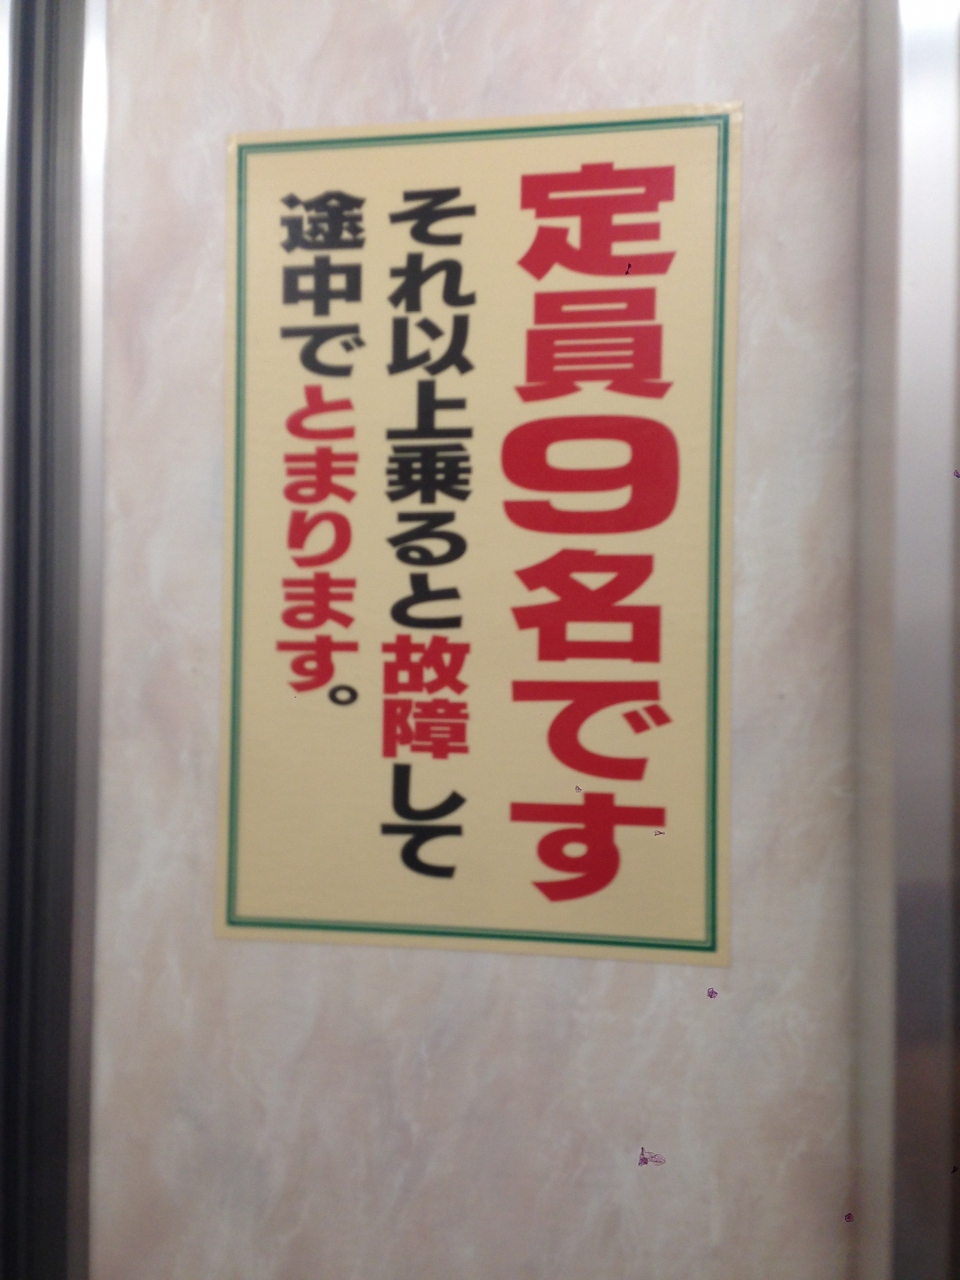 定員9名です
それ以上乗ると故障して
途中でとまります。